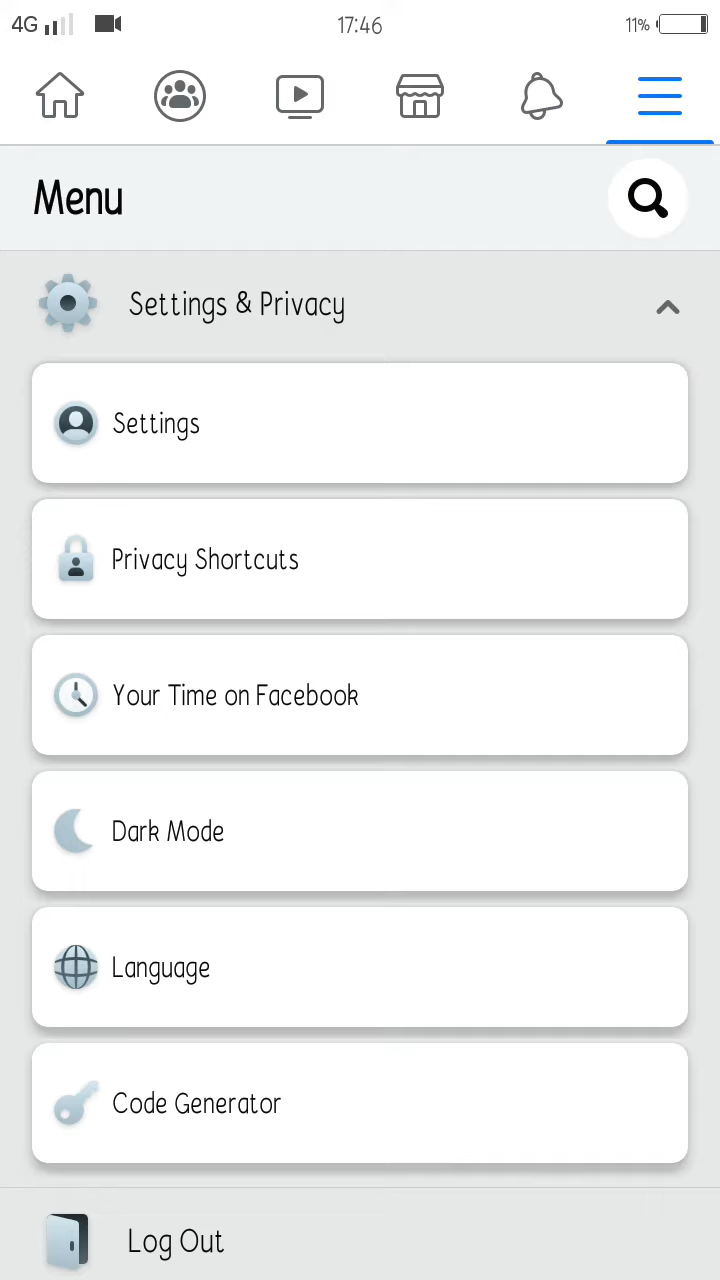 4G 17:46 11%
Menu
Settings & Privacy
Settings
Privacy Shortcuts
Your Time on Facebook
Dark Mode
Language
Code Generator
Log Out